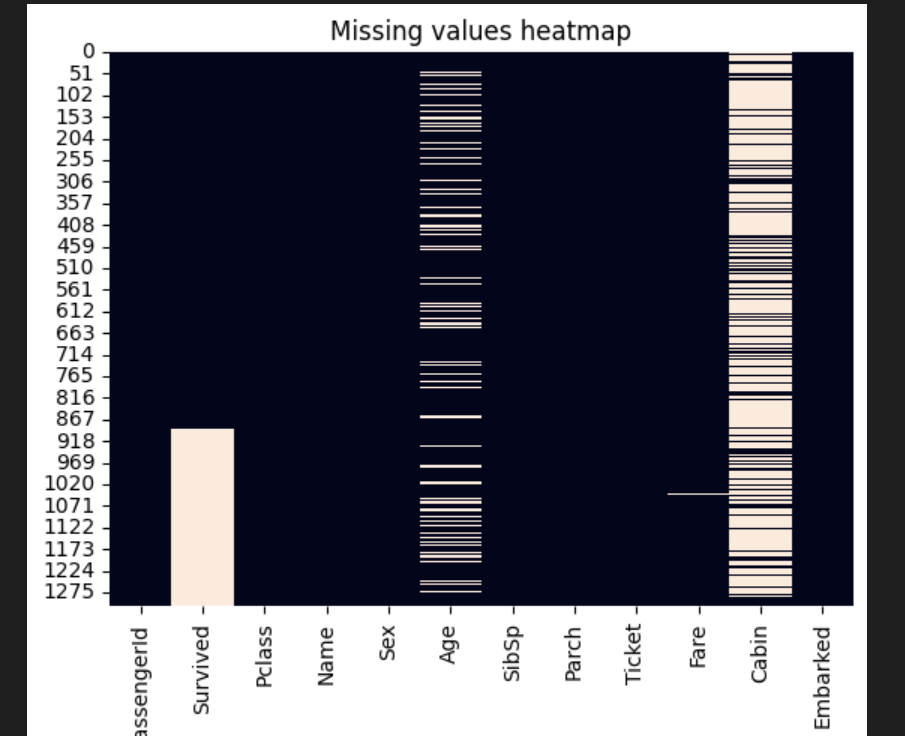 Missing values heatmap
0
51
102
153
204
255
306
357
408
459
510
561
612
663
714
765
816
867
918
969
1020
1071
1122
1173
1224
1275
assengerId
Survived
Pclass
Name
Sex
Age
SibSp
Parch
Ticket
Fare
Cabin
Embarked